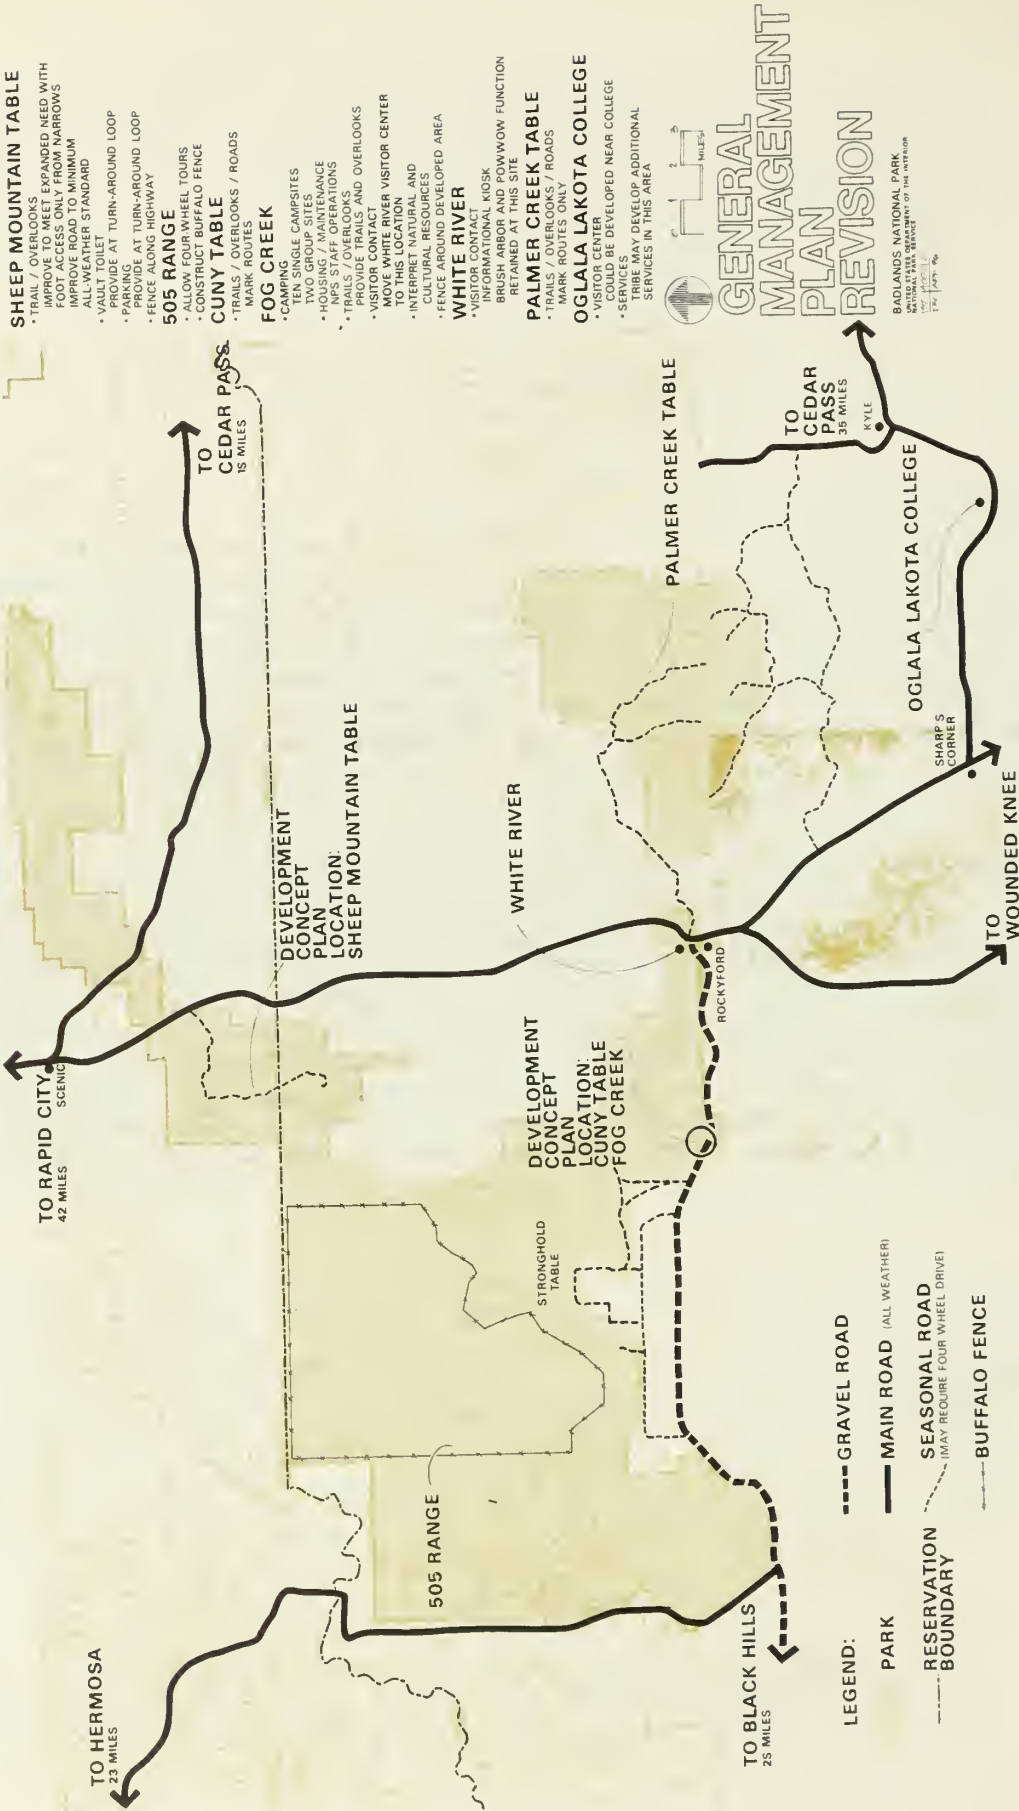 SHEEP MOUNTAIN TABLE
• TRAIL / OVERLOOKS
IMPROVE TO MEET EXPANDED NEED WITH
FOOT ACCESS ONLY FROM NARROWS
IMPROVE ROAD TO MINIMUM
ALL-WEATHER STANDARD
• VAULT TOILET
PROVIDE AT TURN-AROUND LOOP
• PARKING
PROVIDE AT TURN-AROUND LOOP
• FENCE ALONG HIGHWAY
505 RANGE
• ALLOW FOUR-WHEEL TOURS
• CONSTRUCT BUFFALO FENCE
CUNY TABLE
• TRAILS / OVERLOOKS / ROADS
MARK ROUTES
FOG CREEK
• CAMPING
TEN SINGLE CAMPSITES
TWO GROUP SITES
• HOUSING / MAINTENANCE
NPS STAFF OPERATIONS
• TRAILS / OVERLOOKS
PROVIDE TRAILS AND OVERLOOKS
• VISITOR CONTACT
MOVE WHITE RIVER VISITOR CENTER
TO THIS LOCATION
• INTERPRET NATURAL AND
CULTURAL RESOURCES
• FENCE AROUND DEVELOPED AREA
WHITE RIVER
• VISITOR CONTACT
INFORMATIONAL KIOSK
BRUSH ARBOR AND POWWOW FUNCTION
RETAINED AT THIS SITE
PALMER CREEK TABLE
• TRAILS / OVERLOOKS / ROADS
MARK ROUTES ONLY
OGLALA LAKOTA COLLEGE
• VISITOR CENTER
COULD BE DEVELOPED NEAR COLLEGE
• SERVICES
TRIBE MAY DEVELOP ADDITIONAL
SERVICES IN THIS AREA
0 1 2 3
MILES
GENERAL
MANAGEMENT
PLAN
REVISION
BADLANDS NATIONAL PARK
UNITED STATES DEPARTMENT OF THE INTERIOR
NATIONAL PARK SERVICE
TO HERMOSA
23 MILES
TO RAPID CITY
42 MILES
SCENIC
TO
CEDAR PASS
15 MILES
DEVELOPMENT
CONCEPT
PLAN
LOCATION:
SHEEP MOUNTAIN TABLE
505 RANGE
STRONGHOLD
TABLE
DEVELOPMENT
CONCEPT
PLAN
LOCATION:
CUNY TABLE
FOG CREEK
WHITE RIVER
ROCKYFORD
PALMER CREEK TABLE
TO
CEDAR
PASS
35 MILES
KYLE
OGLALA LAKOTA COLLEGE
SHARP'S
CORNER
TO
WOUNDED KNEE
TO BLACK HILLS
25 MILES
LEGEND:
PARK
RESERVATION
BOUNDARY
GRAVEL ROAD
MAIN ROAD (ALL WEATHER)
SEASONAL ROAD
(MAY REQUIRE FOUR WHEEL DRIVE)
BUFFALO FENCE